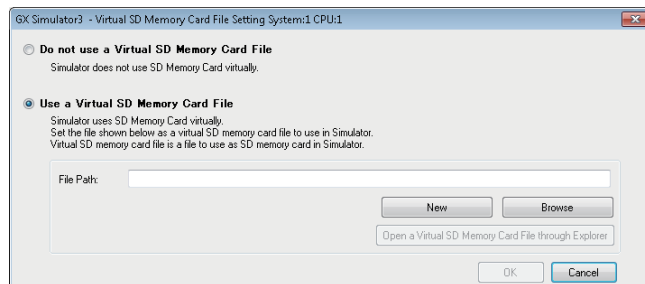 GX Simulator3 - Virtual SD Memory Card File Setting System:1 CPU:1
Do not use a Virtual SD Memory Card File
Simulator does not use SD Memory Card virtually.
Use a Virtual SD Memory Card File
Simulator uses SD Memory Card virtually.
Set the file shown below as a virtual SD memory card file to use in Simulator.
Virtual SD memory card file is a file to use as SD memory card in Simulator.
File Path:
New Browse
Open a Virtual SD Memory Card File through Explorer
OK Cancel